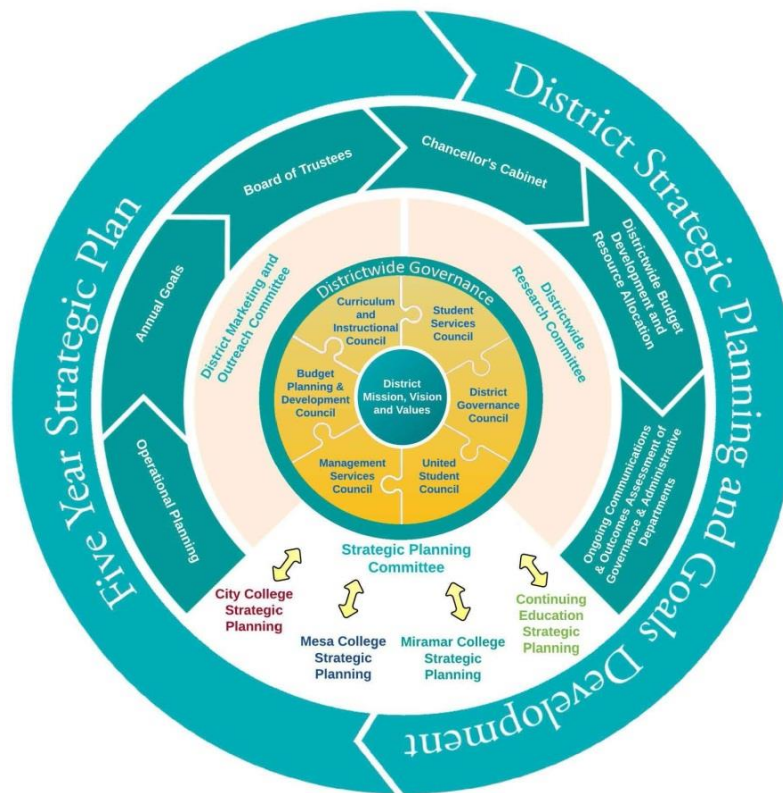 Five Year Strategic Plan
District Strategic Planning and Goals Development
Operational Planning
Annual Goals
Board of Trustees
Chancellor's Cabinet
Districtwide Budget
Development and
Resource Allocation
Ongoing Communications
& Outcomes Assessment of
Governance & Administrative
Departments
District Marketing and
Outreach Committee
Districtwide
Research Committee
Districtwide Governance
Curriculum
and
Instructional
Council
Student
Services
Council
Budget
Planning &
Development
Council
District
Mission, Vision
and Values
District
Governance
Council
Management
Services
Council
United
Student
Council
Strategic Planning
Committee
City College
Strategic
Planning
Mesa College
Strategic
Planning
Miramar College
Strategic
Planning
Continuing
Education
Strategic
Planning